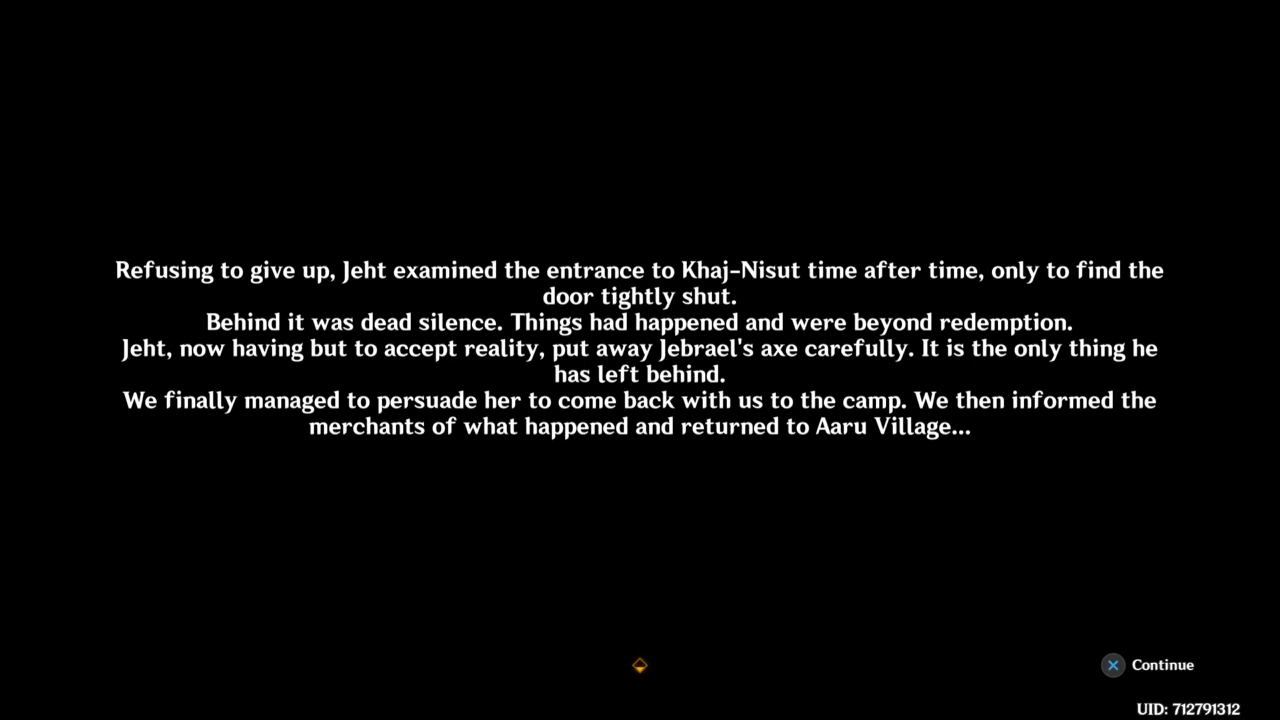 Refusing to give up, Jeht examined the entrance to Khaj-Nisut time after time, only to find the
door tightly shut.
Behind it was dead silence. Things had happened and were beyond redemption.
Jeht, now having but to accept reality, put away Jebrael's axe carefully. It is the only thing he
has left behind.
We finally managed to persuade her to come back with us to the camp. We then informed the
merchants of what happened and returned to Aaru Village...
Continue
UID: 712791312